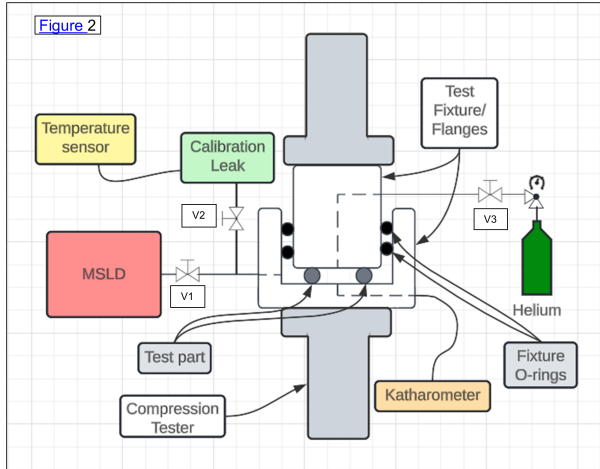 Figure 2
Test
Fixture/
Flanges
Temperature
sensor
Calibration
Leak
V2
V3
MSLD
V1
Helium
Test part
Fixture
O-rings
Katharometer
Compression
Tester